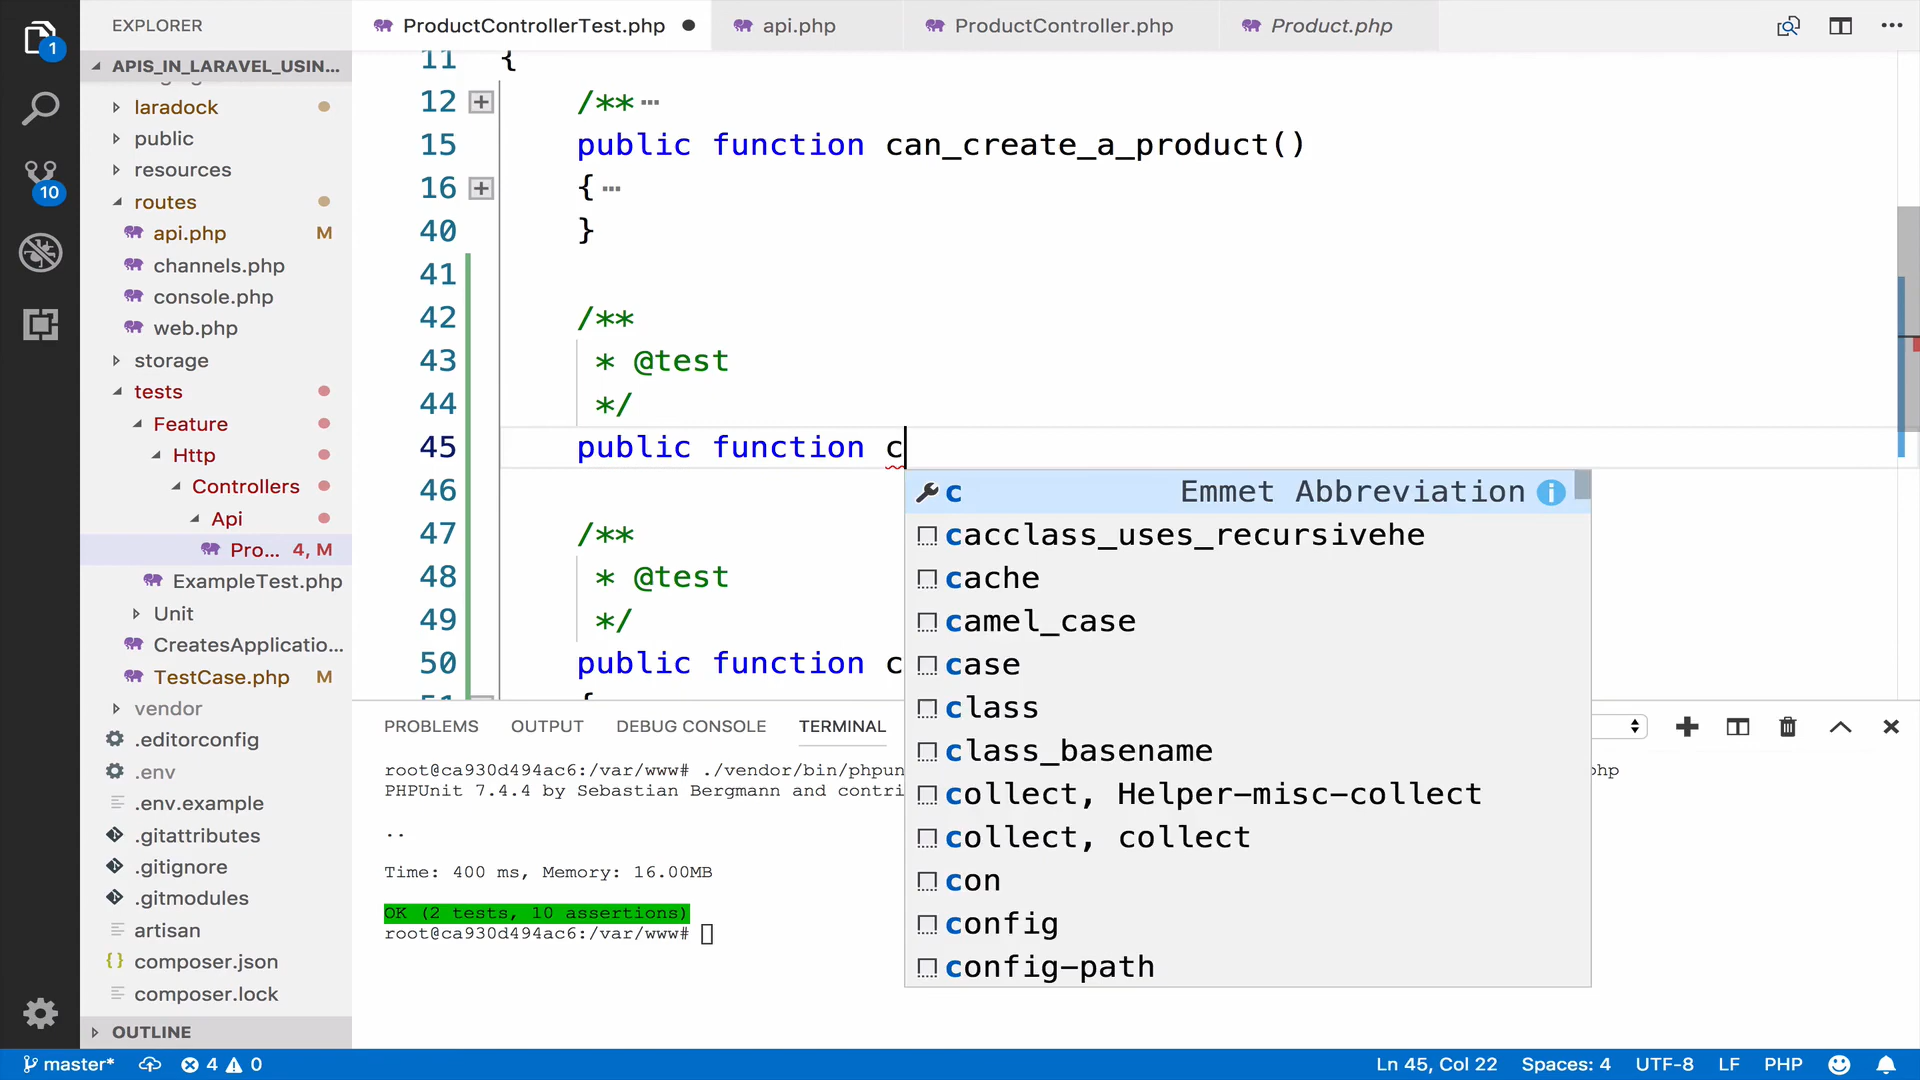 EXPLORER
ProductControllerTest.php
api.php
ProductController.php
Product.php
1
APIS_IN_LARAVEL_USIN...
laradock
public
resources
routes
api.php M
channels.php
console.php
web.php
storage
tests
Feature
Http
Controllers
Api
Pro... 4, M
ExampleTest.php
Unit
CreatesApplicatio...
TestCase.php M
vendor
.editorconfig
.env
.env.example
.gitattributes
.gitignore
.gitmodules
artisan
composer.json
composer.lock
OUTLINE
10
11 {
12 /** ...
15 public function can_create_a_product()
16 { ...
40 }
41
42 /**
43 * @test
44 */
45 public function c
46
47 /**
48 * @test
49 */
50 public function c
c Emmet Abbreviation
cacclass_uses_recursivehe
cache
camel_case
case
class
class_basename
collect, Helper-misc-collect
collect, collect
con
config
config-path
PROBLEMS OUTPUT DEBUG CONSOLE TERMINAL
root@ca930d494ac6:/var/www# ./vendor/bin/phpun
hp
PHPUnit 7.4.4 by Sebastian Bergmann and contri
..
Time: 400 ms, Memory: 16.00MB
OK (2 tests, 10 assertions)
root@ca930d494ac6:/var/www#
master* 4 0 Ln 45, Col 22 Spaces: 4 UTF-8 LF PHP